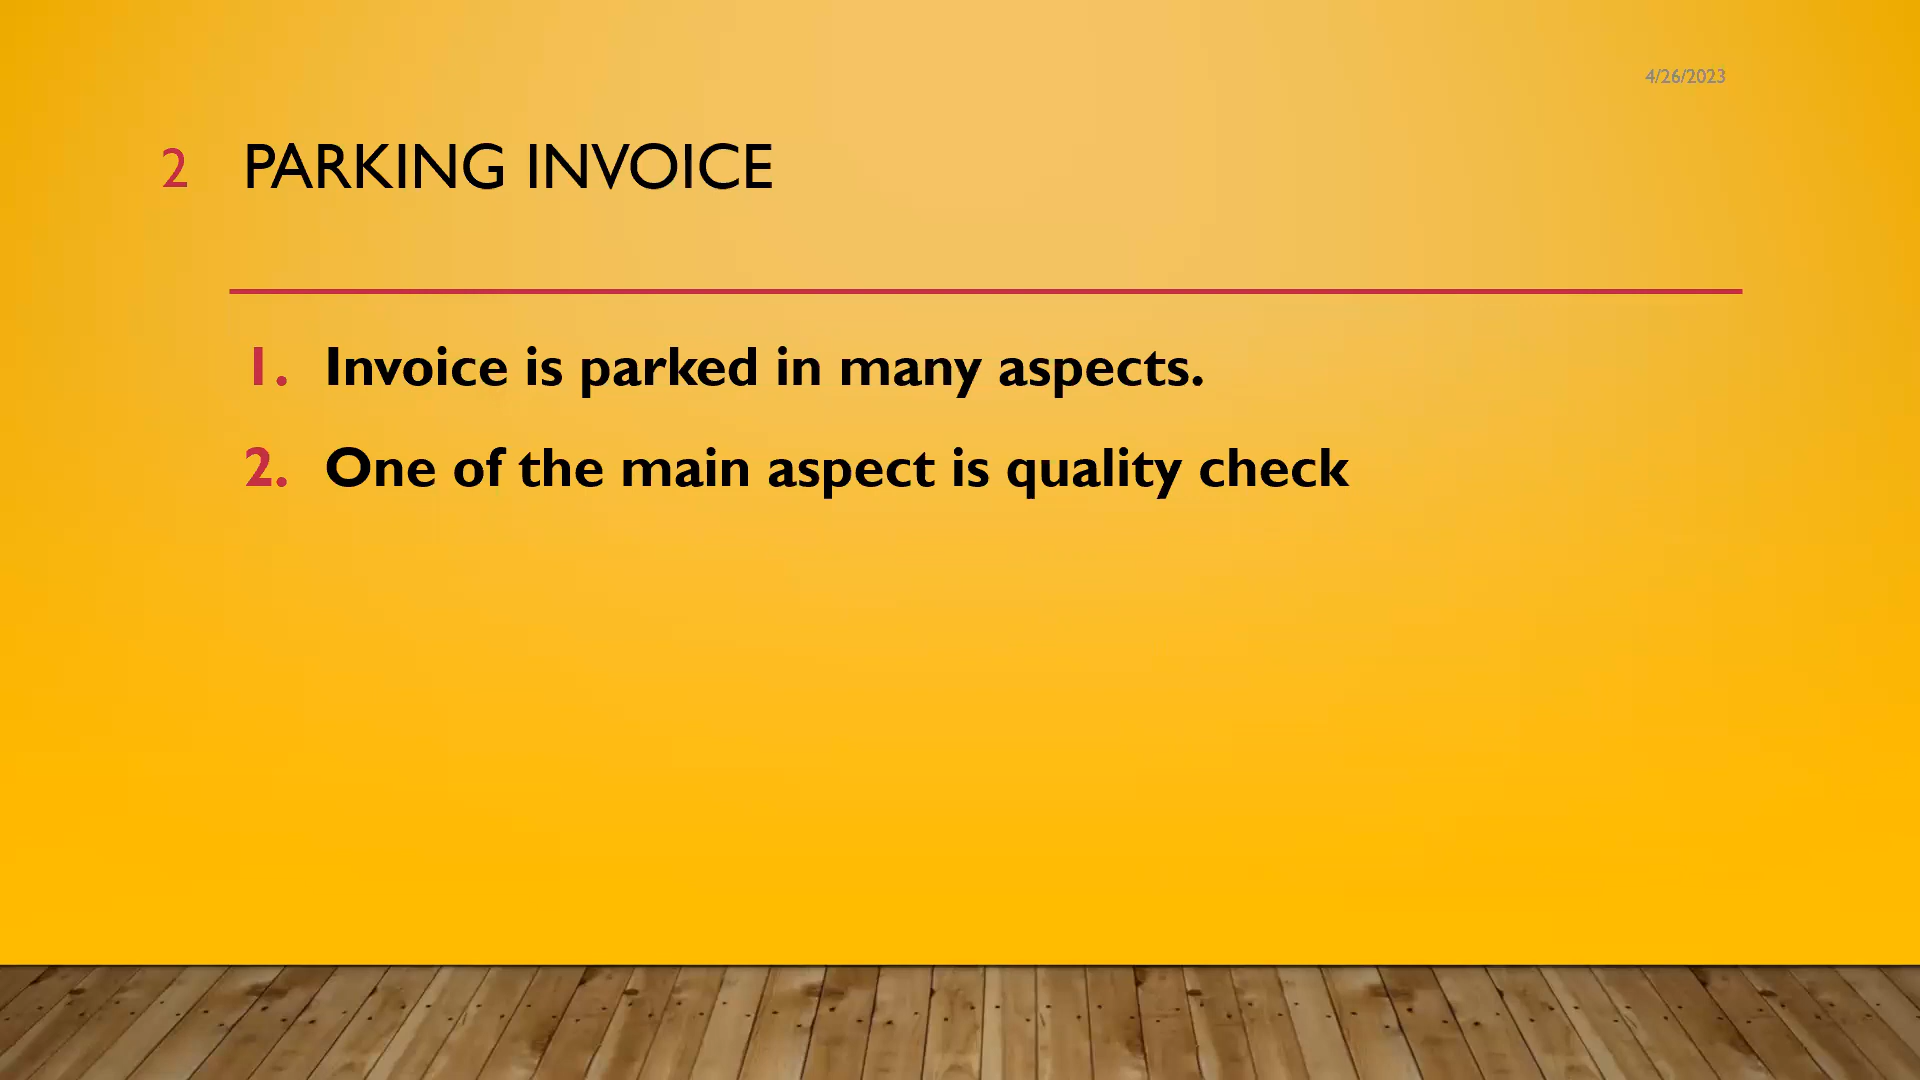 4/26/2023
2 PARKING INVOICE
1. Invoice is parked in many aspects.
2. One of the main aspect is quality check